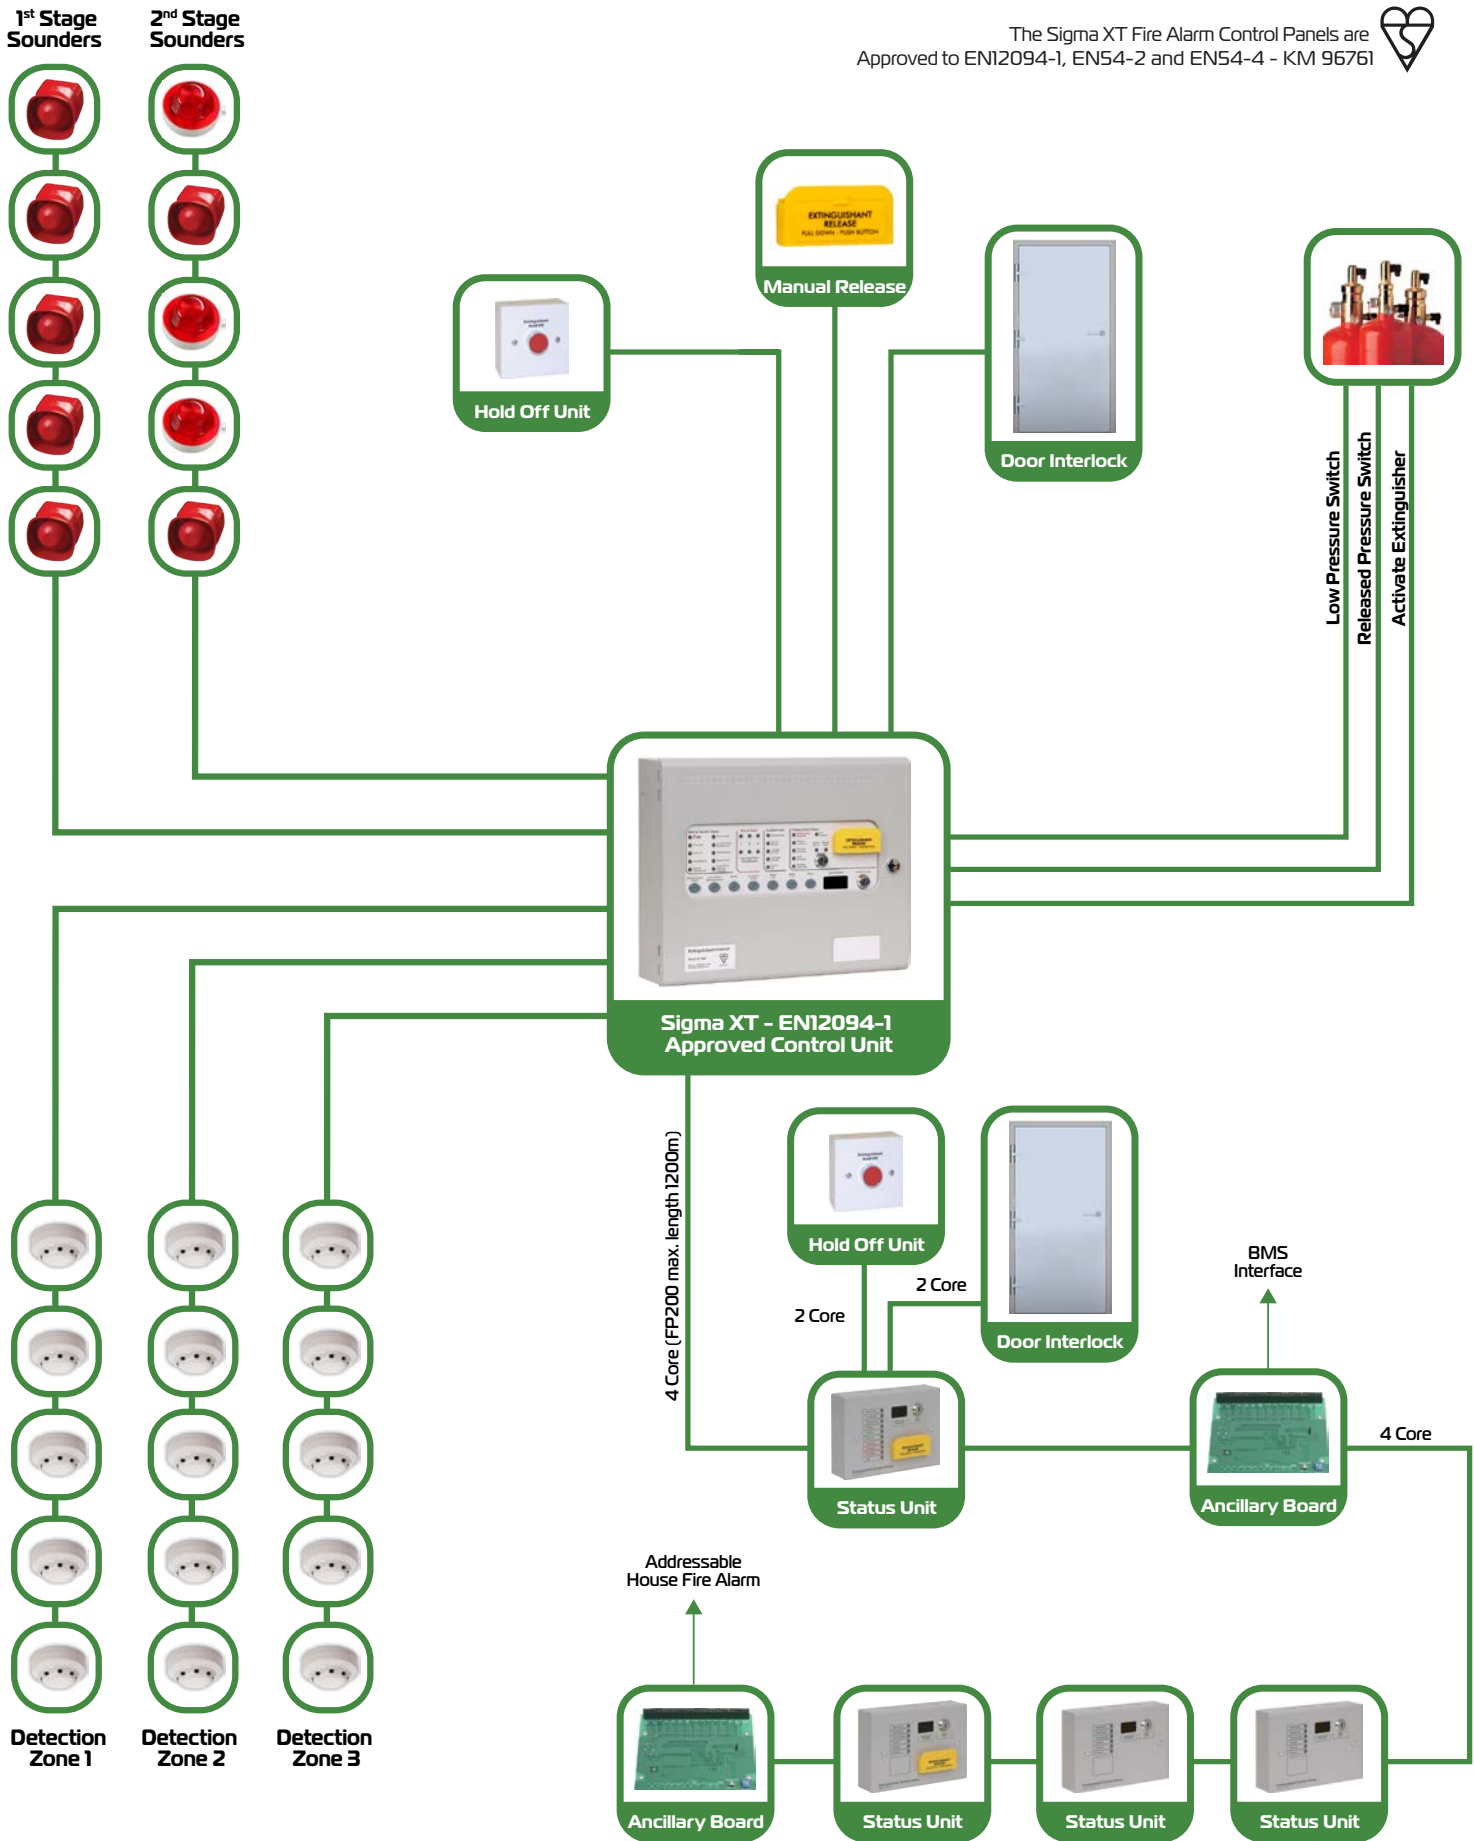 1st Stage
Sounders
2nd Stage
Sounders
The Sigma XT Fire Alarm Control Panels are
Approved to EN12094-1, EN54-2 and EN54-4 - KM 96761
EXTINGUISHANT
RELEASE
PULL DOWN - PUSH BUTTON
Manual Release
Hold Off Unit
Door Interlock
Low Pressure Switch
Released Pressure Switch
Activate Extinguisher
Sigma XT - EN12094-1
Approved Control Unit
4 Core (FP200 max. length 1200m)
Hold Off Unit
2 Core
2 Core
Door Interlock
BMS
Interface
Status Unit
Ancillary Board
4 Core
Addressable
House Fire Alarm
Detection
Zone 1
Detection
Zone 2
Detection
Zone 3
Ancillary Board
Status Unit
Status Unit
Status Unit